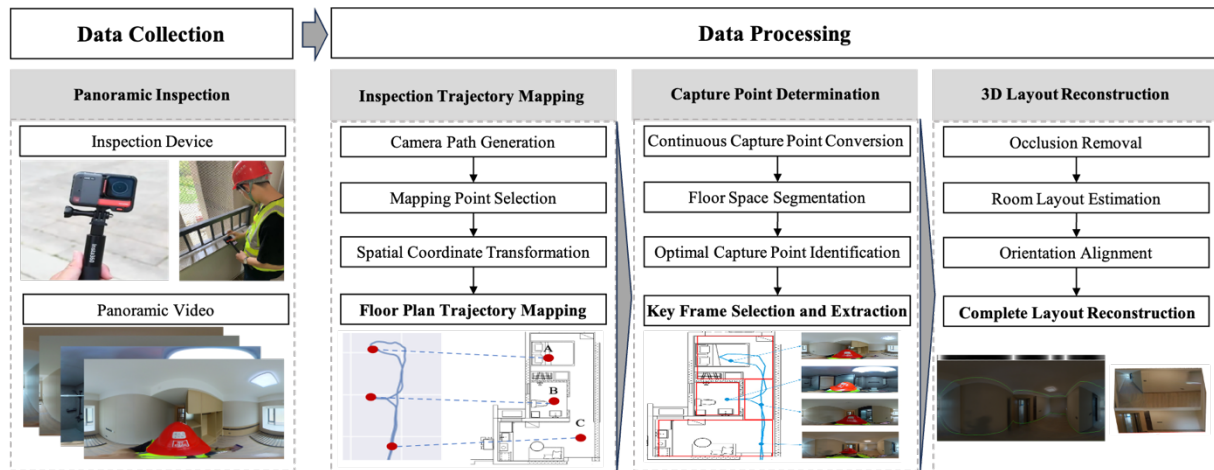 Data Collection
Data Processing
Panoramic Inspection
Inspection Device
Insta360
Panoramic Video
Inspection Trajectory Mapping
Camera Path Generation
Mapping Point Selection
Spatial Coordinate Transformation
Floor Plan Trajectory Mapping
A
B
C
Capture Point Determination
Continuous Capture Point Conversion
Floor Space Segmentation
Optimal Capture Point Identification
Key Frame Selection and Extraction
3D Layout Reconstruction
Occlusion Removal
Room Layout Estimation
Orientation Alignment
Complete Layout Reconstruction